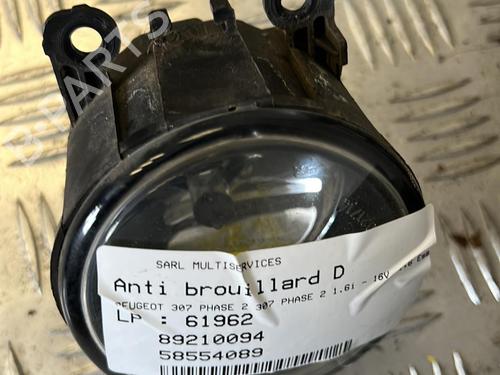 SARL MULTISERVICES
Anti brouillard D
PEUGEOT 307 PHASE 2 307 PHASE 2 1.6i - 16V
LP : 61962
89210094
58554089